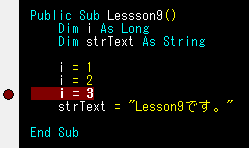 Public Sub Lessson9()
    Dim i As Long
    Dim strText As String

    i = 1
    i = 2
    i = 3
    strText = "Lesson9です。"

End Sub